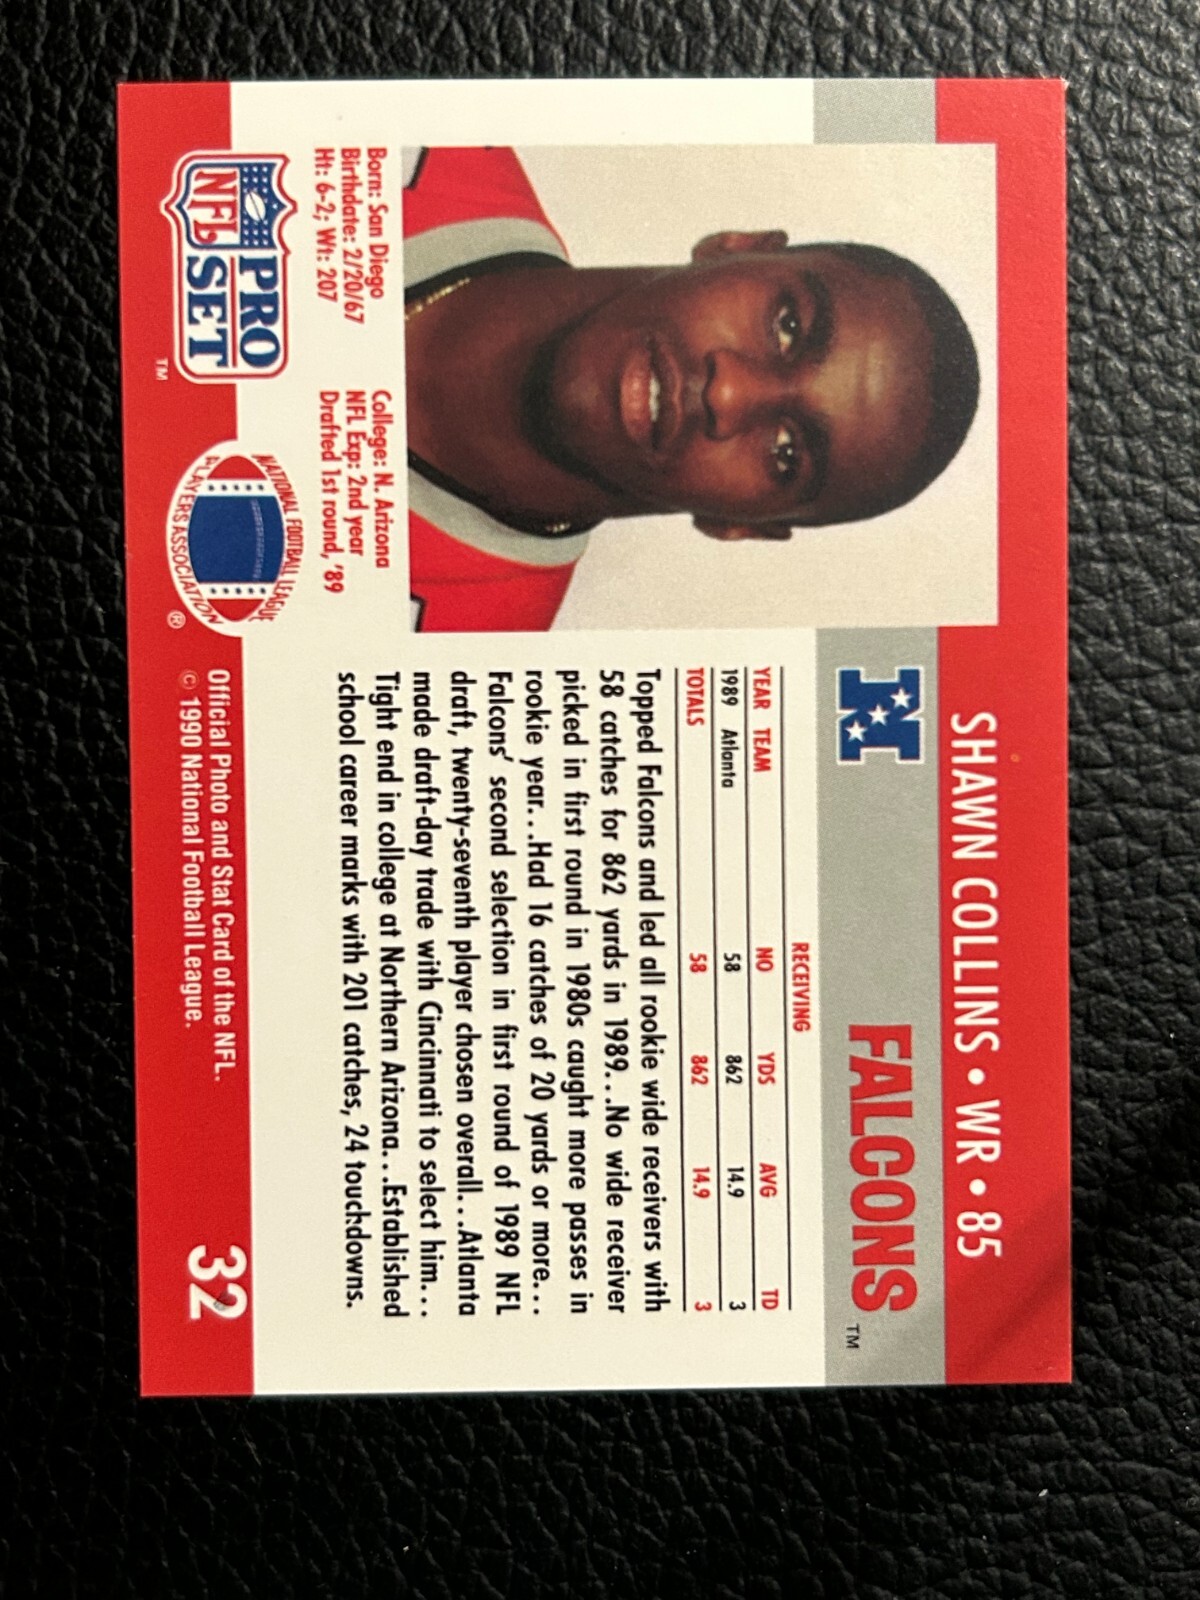 SHAWN COLLINS • WR • 85
N
FALCONS ™
RECEIVING
YEAR TEAM NO YDS AVG TD
1989 Atlanta 58 862 14.9 3
TOTALS 58 862 14.9 3
Topped Falcons and led all rookie wide receivers with
58 catches for 862 yards in 1989. . .No wide receiver
picked in first round in 1980s caught more passes in
rookie year. . .Had 16 catches of 20 yards or more. . .
Falcons' second selection in first round of 1989 NFL
draft, twenty-seventh player chosen overall. . .Atlanta
made draft-day trade with Cincinnati to select him. . .
Tight end in college at Northern Arizona. . .Established
school career marks with 201 catches, 24 touchdowns.
Born: San Diego
Birthdate: 2/20/67
Ht: 6-2; Wt: 207
College: N. Arizona
NFL Exp: 2nd year
Drafted 1st round, '89
NFL
PRO
SET
™
NATIONAL FOOTBALL LEAGUE
PLAYERS ASSOCIATION
®
Official Photo and Stat Card of the NFL.
© 1990 National Football League.
32